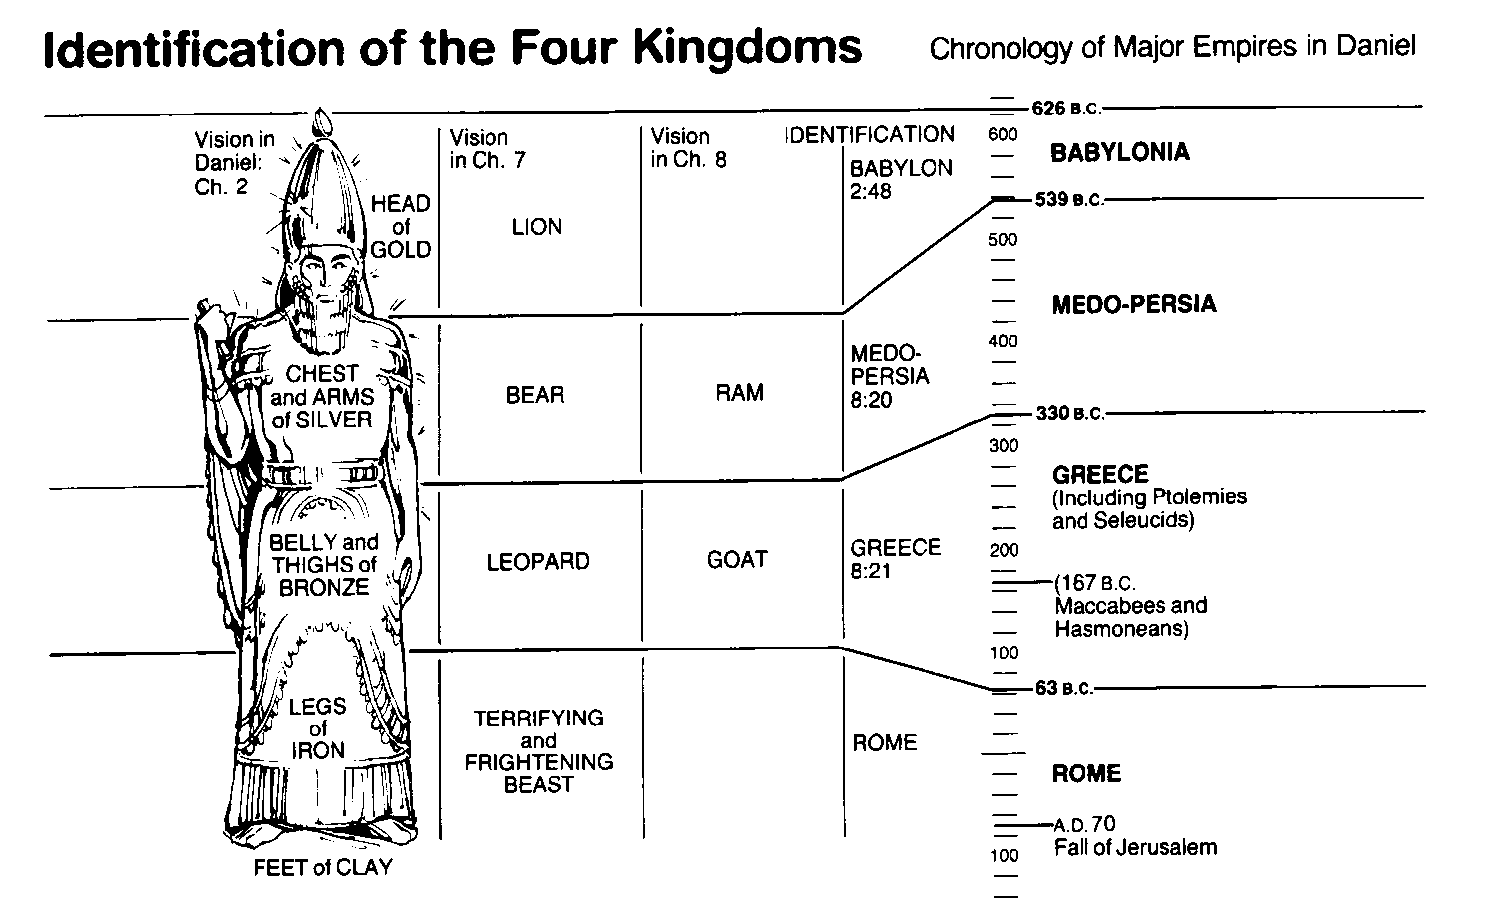 Identification of the Four Kingdoms
Chronology of Major Empires in Daniel
Vision in
Daniel:
Ch. 2
HEAD
of
GOLD
CHEST
and ARMS
of SILVER
BELLY and
THIGHS of
BRONZE
LEGS
of
IRON
FEET of CLAY
Vision
in Ch. 7
LION
BEAR
LEOPARD
TERRIFYING
and
FRIGHTENING
BEAST
Vision
in Ch. 8
RAM
GOAT
IDENTIFICATION
BABYLON
2:48
MEDO-
PERSIA
8:20
GREECE
8:21
ROME
626 B.C.
600
BABYLONIA
539 B.C.
500
MEDO-PERSIA
400
330 B.C.
300
GREECE
(Including Ptolemies
and Seleucids)
200
(167 B.C.
Maccabees and
Hasmoneans)
100
63 B.C.
ROME
A.D. 70
Fall of Jerusalem
100